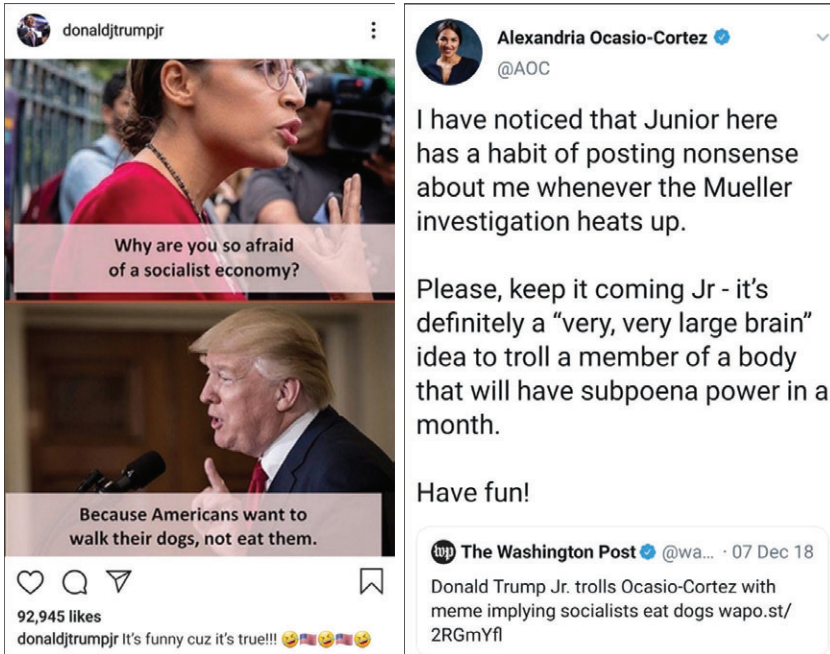 donaldjtrumpjr
Why are you so afraid
of a socialist economy?
Because Americans want to
walk their dogs, not eat them.
92,945 likes
donaldjtrumpjr It's funny cuz it's true!!! 🤣🇺🇸🤣🇺🇸🤣
Alexandria Ocasio-Cortez
@AOC
I have noticed that Junior here
has a habit of posting nonsense
about me whenever the Mueller
investigation heats up.
Please, keep it coming Jr - it's
definitely a “very, very large brain”
idea to troll a member of a body
that will have subpoena power in a
month.
Have fun!
wp The Washington Post @wa... · 07 Dec 18
Donald Trump Jr. trolls Ocasio-Cortez with
meme implying socialists eat dogs wapo.st/
2RGmYfl